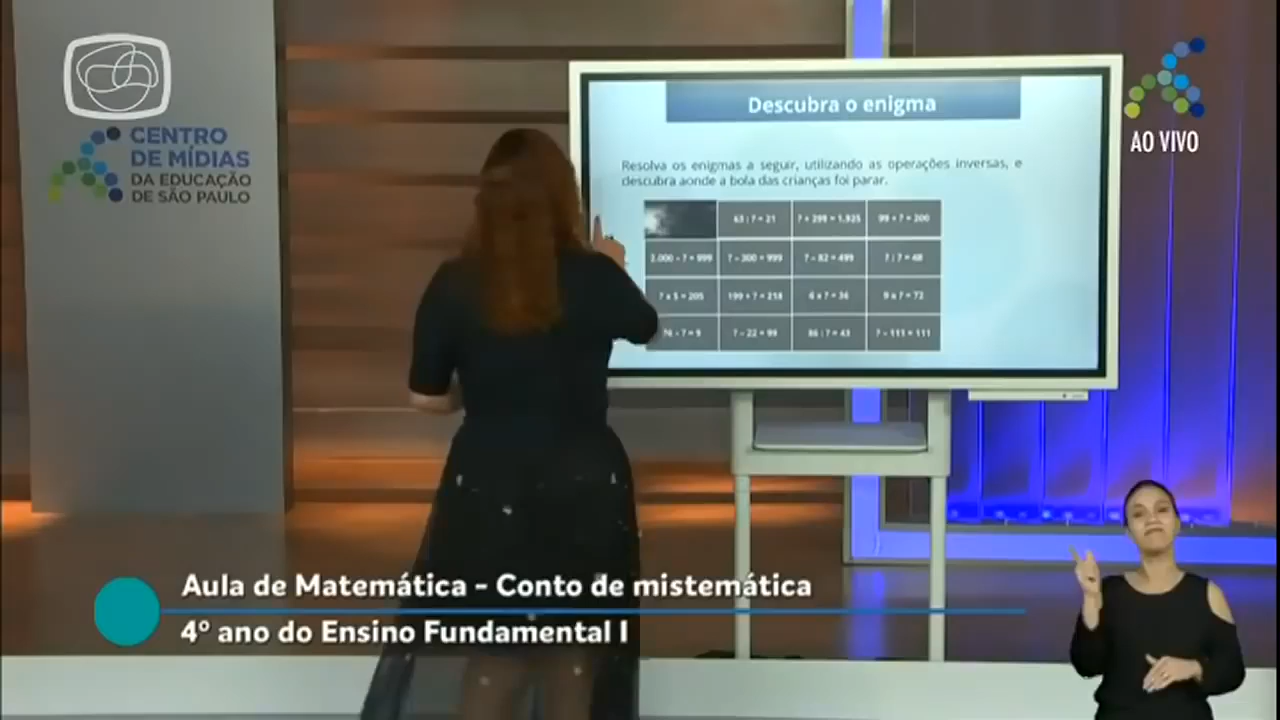 CENTRO
DE MÍDIAS
DA EDUCAÇÃO
DE SÃO PAULO
Descubra o enigma
AO VIVO
Resolva os enigmas a seguir, utilizando as operações inversas, e
descubra aonde a bola das crianças foi parar.
63 : ? = 21
? + 299 = 1.925
99 + ? = 200
2.000 - ? = 999
? - 300 = 999
? - 82 = 499
? : ? = 48
? x 5 = 205
199 + ? = 218
6 x ? = 36
9 x ? = 72
76 - ? = 9
? - 22 = 99
86 : ? = 43
? - 111 = 111
Aula de Matemática - Conto de mistemática
4º ano do Ensino Fundamental I